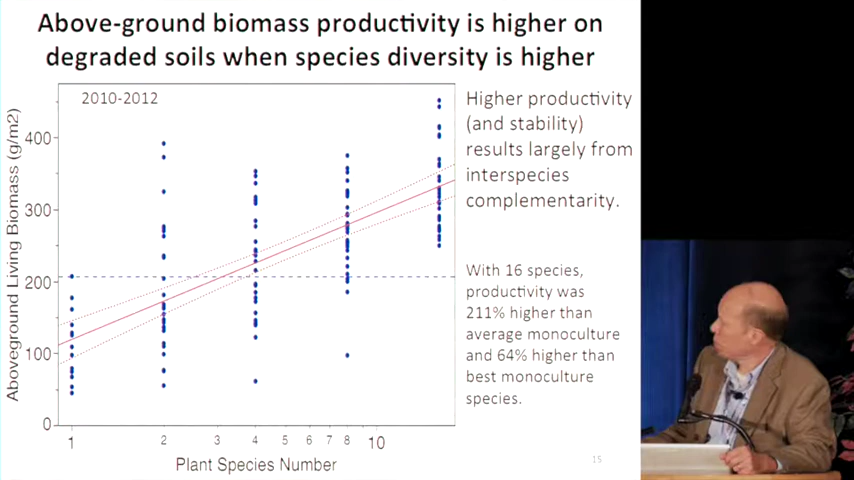 Above-ground biomass productivity is higher on
degraded soils when species diversity is higher
2010-2012
Higher productivity
(and stability)
results largely from
interspecies
complementarity.
With 16 species,
productivity was
211% higher than
average monoculture
and 64% higher than
best monoculture
species.
Aboveground Living Biomass (g/m2)
400
300
200
100
0
1 2 3 4 5 6 7 8 10
Plant Species Number
15